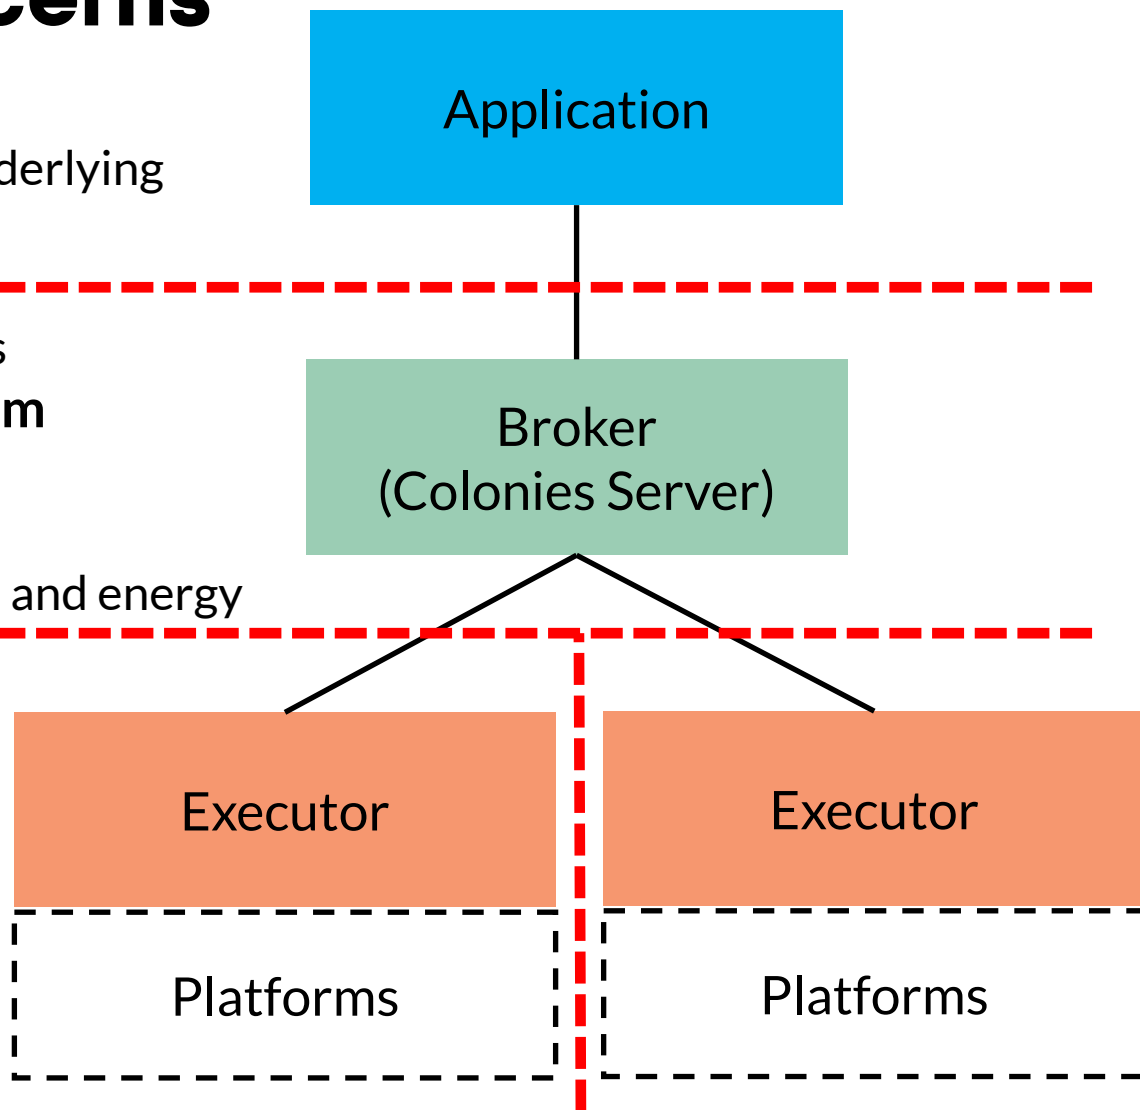 Application
derlying
s
m
Broker
(Colonies Server)
and energy
Executor
Executor
Platforms
Platforms